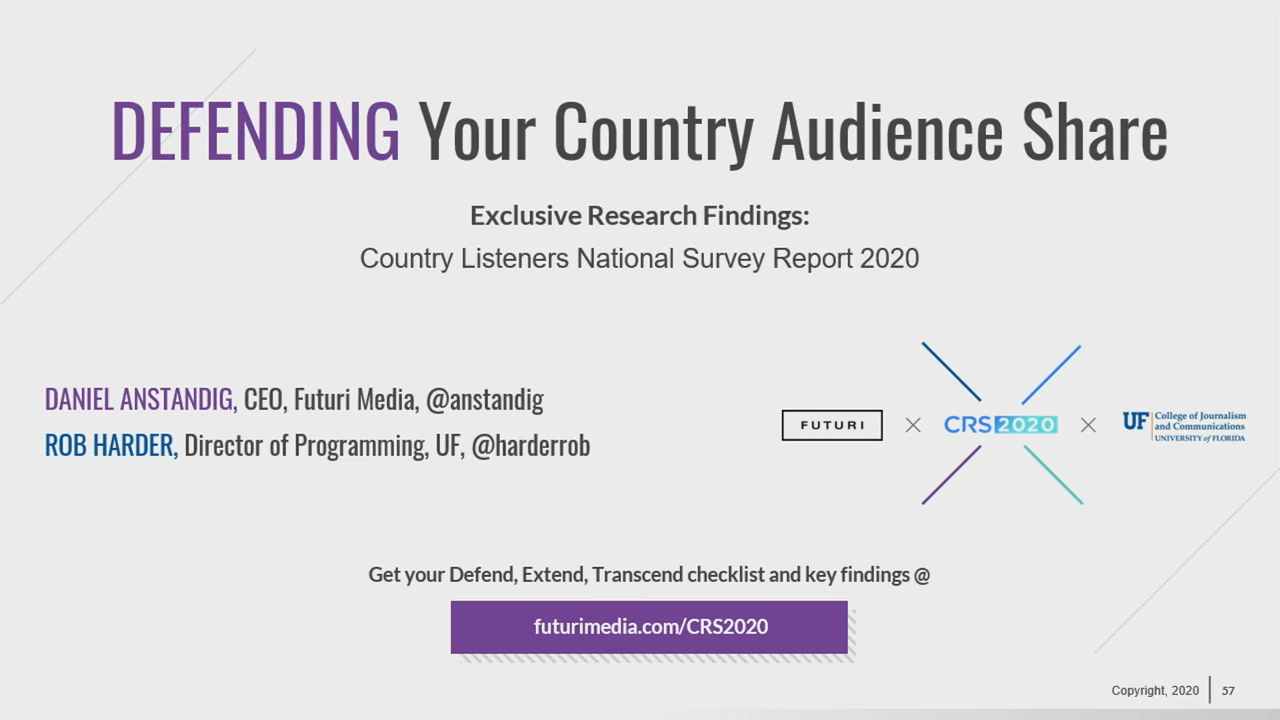 DEFENDING Your Country Audience Share
Exclusive Research Findings:
Country Listeners National Survey Report 2020
DANIEL ANSTANDIG, CEO, Futuri Media, @anstandig
ROB HARDER, Director of Programming, UF, @harderrob
FUTURI
CRS2020
UF
College of Journalism
and Communications
UNIVERSITY of FLORIDA
Get your Defend, Extend, Transcend checklist and key findings @
futurimedia.com/CRS2020
Copyright, 2020
57